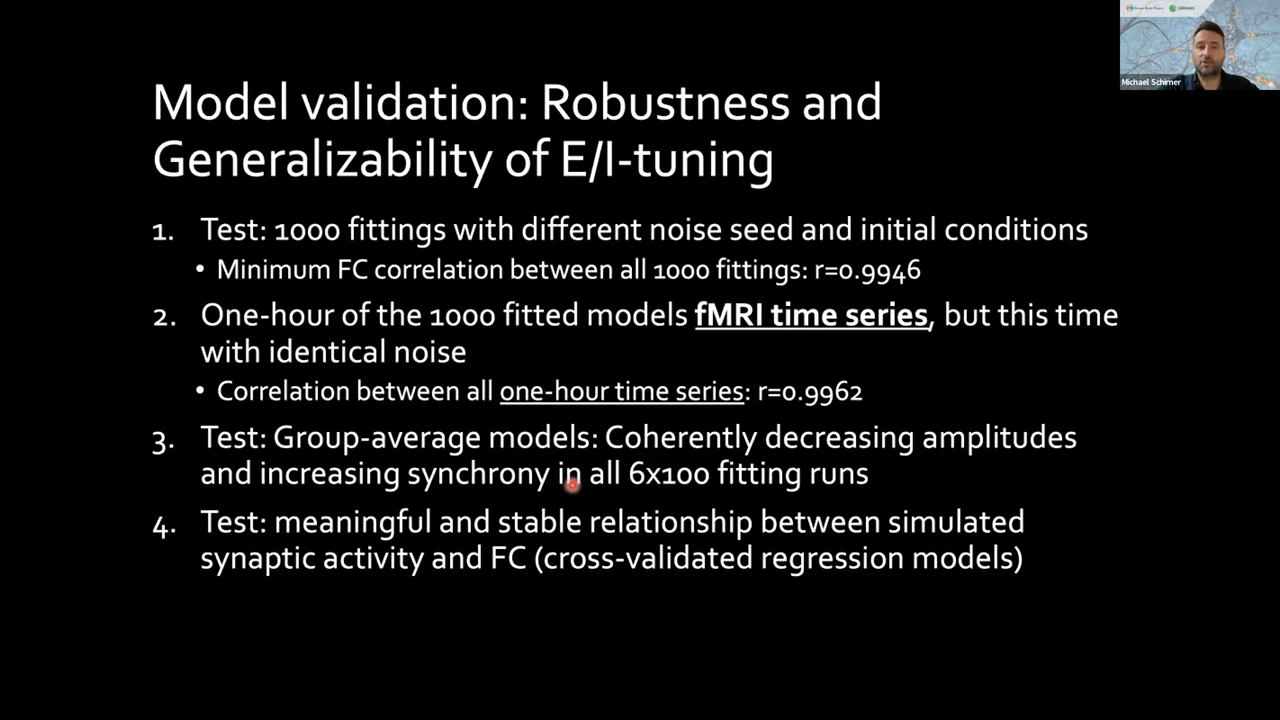 Human Brain Project
EBRAINS
Michael Schirner
Model validation: Robustness and
Generalizability of E/I-tuning
1. Test: 1000 fittings with different noise seed and initial conditions
• Minimum FC correlation between all 1000 fittings: r=0.9946
2. One-hour of the 1000 fitted models fMRI time series, but this time
with identical noise
• Correlation between all one-hour time series: r=0.9962
3. Test: Group-average models: Coherently decreasing amplitudes
and increasing synchrony in all 6x100 fitting runs
4. Test: meaningful and stable relationship between simulated
synaptic activity and FC (cross-validated regression models)